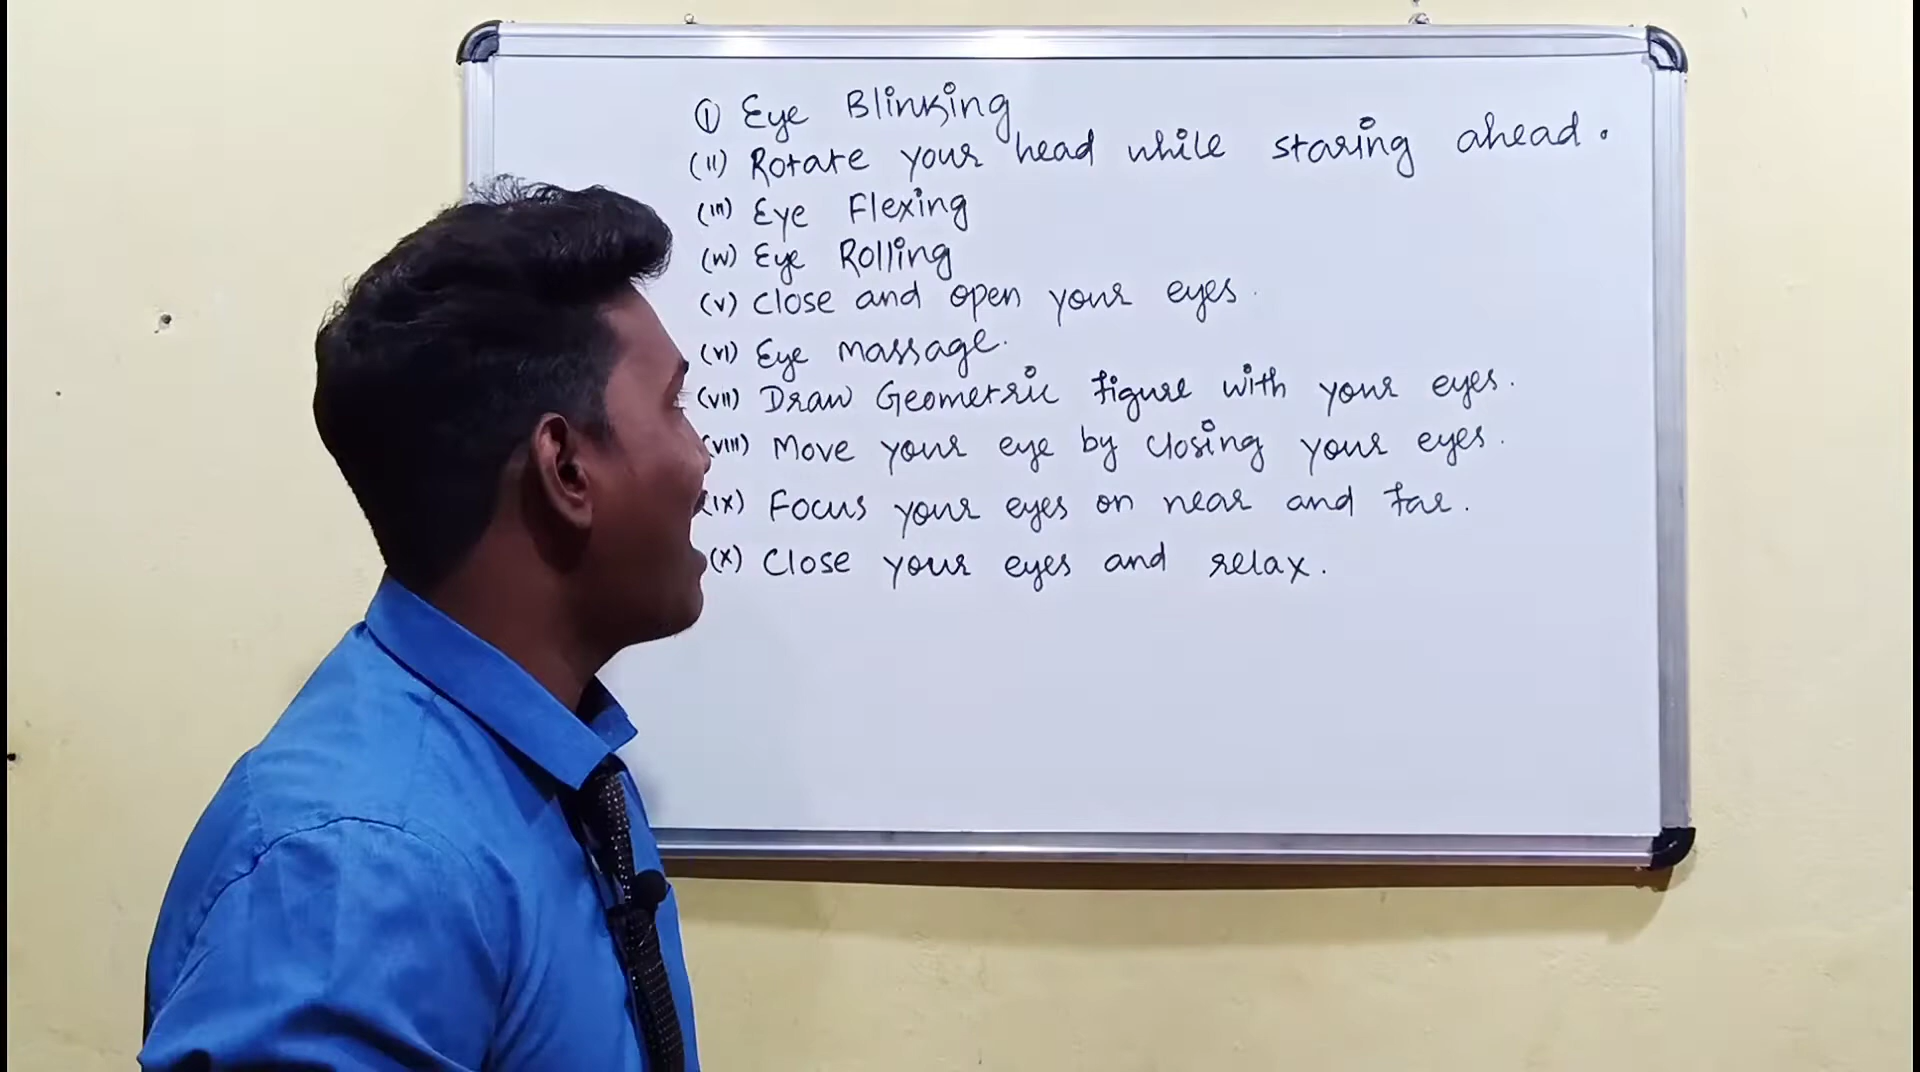 (I) Eye Blinking
(II) Rotate your head while staring ahead.
(III) Eye Flexing
(IV) Eye Rolling
(V) Close and open your eyes.
(VI) Eye massage.
(VII) Draw Geometric figure with your eyes.
(VIII) Move your eye by closing your eyes.
(IX) Focus your eyes on near and far.
(X) Close your eyes and relax.